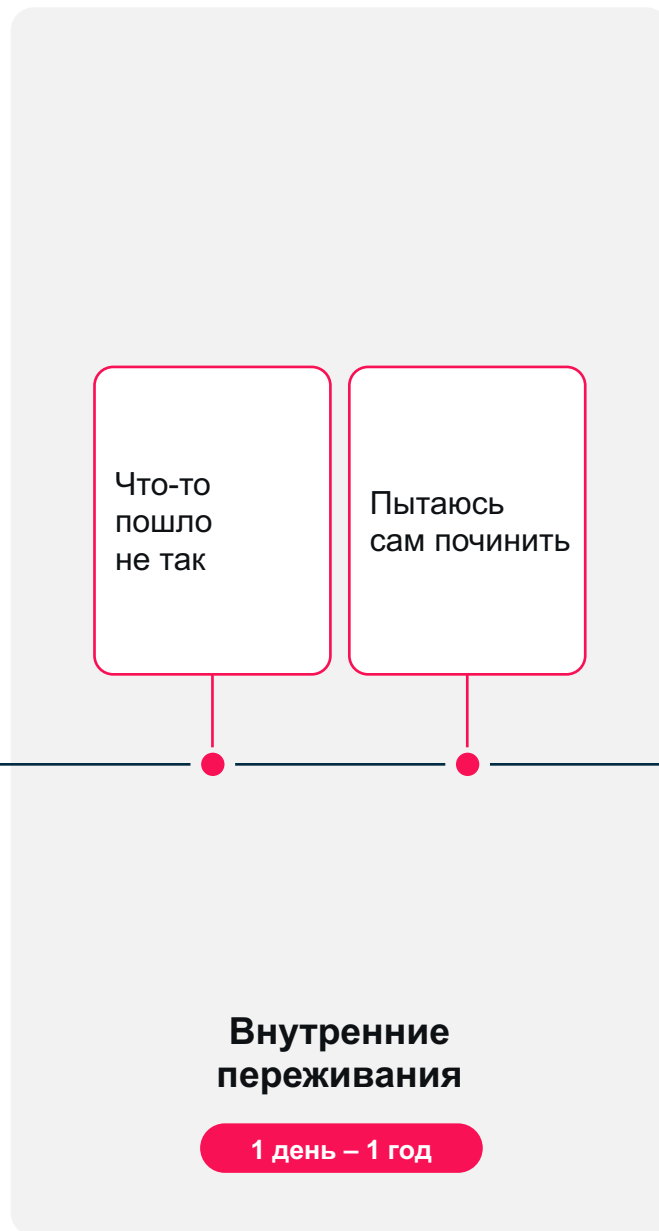 Что-то
пошло
не так
Пытаюсь
сам починить
Внутренние
переживания
1 день – 1 год